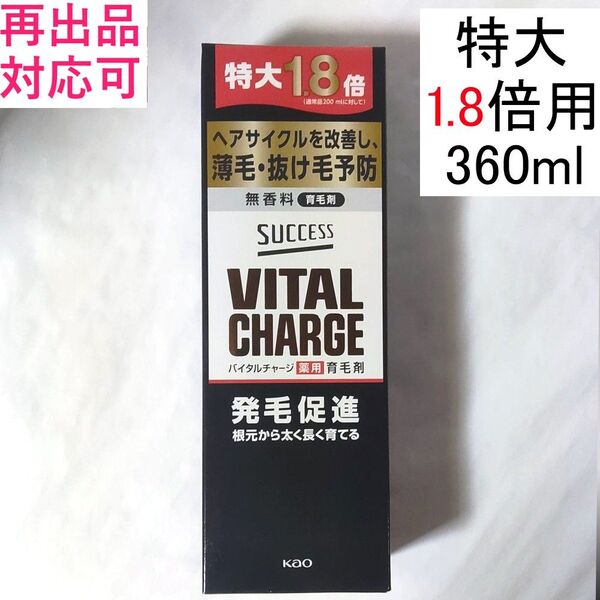 再出品
対応可
特大
1.8倍用
360ml
特大1.8倍
(通常品200mlに対して)
ヘアサイクルを改善し、
薄毛・抜け毛予防
無香料 育毛剤
SUCCESS
VITAL
CHARGE
バイタルチャージ 薬用 育毛剤
発毛促進
根元から太く長く育てる
Kao